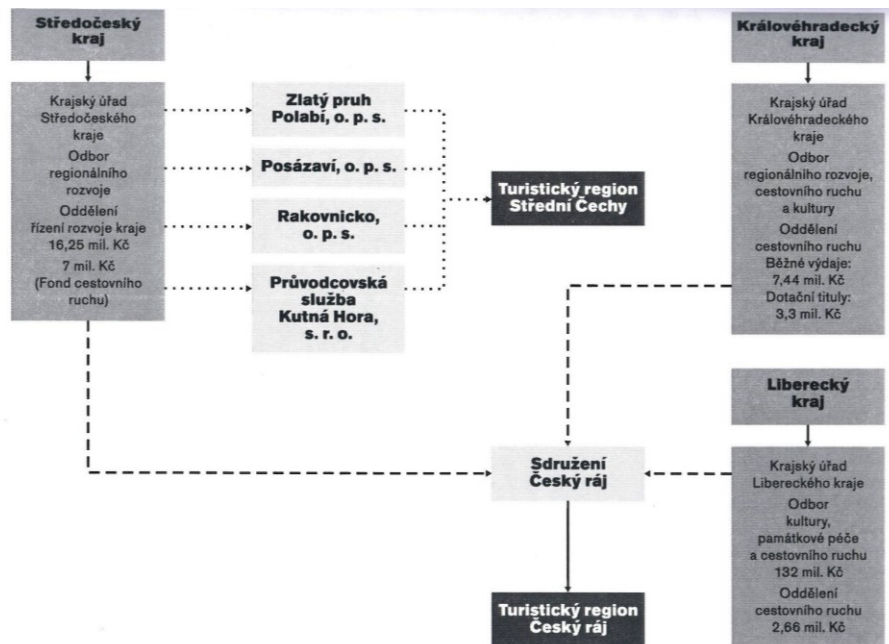 Středočeský
kraj
Krajský úřad
Středočeského
kraje
Odbor
regionálního
rozvoje
Oddělení
řízení rozvoje kraje
16,25 mil. Kč
7 mil. Kč
(Fond cestovního
ruchu)
Zlatý pruh
Polabí, o. p. s.
Posázaví, o. p. s.
Rakovnicko,
o. p. s.
Průvodcovská
služba
Kutná Hora,
s. r. o.
Turistický region
Střední Čechy
Královéhradecký
kraj
Krajský úřad
Královéhradeckého
kraje
Odbor
regionálního rozvoje,
cestovního ruchu
a kultury
Oddělení
cestovního ruchu
Běžné výdaje:
7,44 mil. Kč
Dotační tituly:
3,3 mil. Kč
Liberecký
kraj
Krajský úřad
Libereckého kraje
Odbor
kultury,
památkové péče
a cestovního ruchu
132 mil. Kč
Oddělení
cestovního ruchu
2,66 mil. Kč
Sdružení
Český ráj
Turistický region
Český ráj